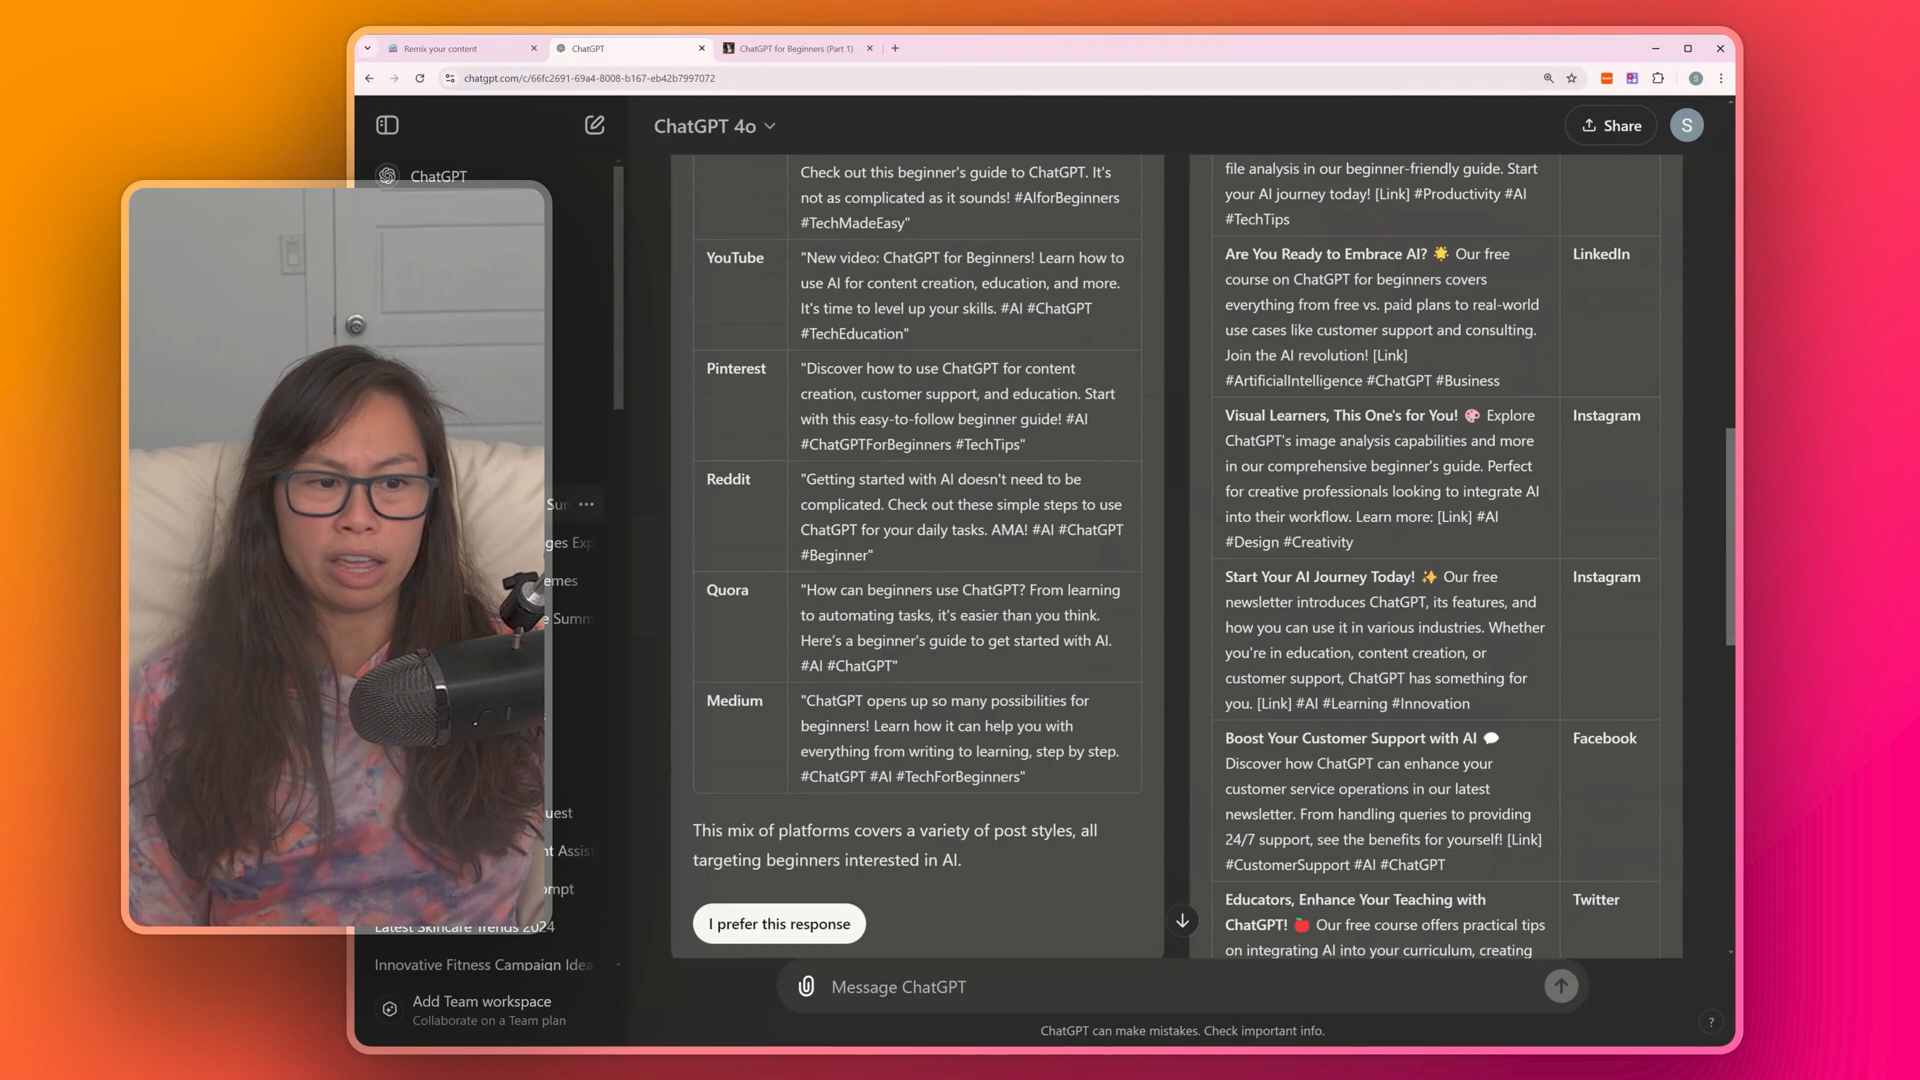 Remix your content
ChatGPT
ChatGPT for Beginners (Part 1)
chatgpt.com/c/66fc2691-69a4-8008-b167-eb42b7997072
S
ChatGPT 4o
Share
S
ChatGPT
Sun
ges Exp
emes
e Summ
uest
nt Assis
ompt
Latest Skincare Trends 2024
Innovative Fitness Campaign Idea
Add Team workspace
Collaborate on a Team plan
Check out this beginner's guide to ChatGPT. It's
not as complicated as it sounds! #AIforBeginners
#TechMadeEasy"
YouTube
"New video: ChatGPT for Beginners! Learn how to
use AI for content creation, education, and more.
It's time to level up your skills. #AI #ChatGPT
#TechEducation"
Pinterest
"Discover how to use ChatGPT for content
creation, customer support, and education. Start
with this easy-to-follow beginner guide! #AI
#ChatGPTForBeginners #TechTips"
Reddit
"Getting started with AI doesn't need to be
complicated. Check out these simple steps to use
ChatGPT for your daily tasks. AMA! #AI #ChatGPT
#Beginner"
Quora
"How can beginners use ChatGPT? From learning
to automating tasks, it's easier than you think.
Here's a beginner's guide to get started with AI.
#AI #ChatGPT"
Medium
"ChatGPT opens up so many possibilities for
beginners! Learn how it can help you with
everything from writing to learning, step by step.
#ChatGPT #AI #TechForBeginners"
This mix of platforms covers a variety of post styles, all
targeting beginners interested in AI.
I prefer this response
file analysis in our beginner-friendly guide. Start
your AI journey today! [Link] #Productivity #AI
#TechTips
Are You Ready to Embrace AI? 🌟 Our free
course on ChatGPT for beginners covers
everything from free vs. paid plans to real-world
use cases like customer support and consulting.
Join the AI revolution! [Link]
#ArtificialIntelligence #ChatGPT #Business
LinkedIn
Visual Learners, This One's for You! 🎨 Explore
ChatGPT's image analysis capabilities and more
in our comprehensive beginner's guide. Perfect
for creative professionals looking to integrate AI
into their workflow. Learn more: [Link] #AI
#Design #Creativity
Instagram
Start Your AI Journey Today! ✨ Our free
newsletter introduces ChatGPT, its features, and
how you can use it in various industries. Whether
you're in education, content creation, or
customer support, ChatGPT has something for
you. [Link] #AI #Learning #Innovation
Instagram
Boost Your Customer Support with AI 💬
Discover how ChatGPT can enhance your
customer service operations in our latest
newsletter. From handling queries to providing
24/7 support, see the benefits for yourself! [Link]
#CustomerSupport #AI #ChatGPT
Facebook
Educators, Enhance Your Teaching with
ChatGPT! 🍎 Our free course offers practical tips
on integrating AI into your curriculum, creating
Twitter
Message ChatGPT
ChatGPT can make mistakes. Check important info.
?